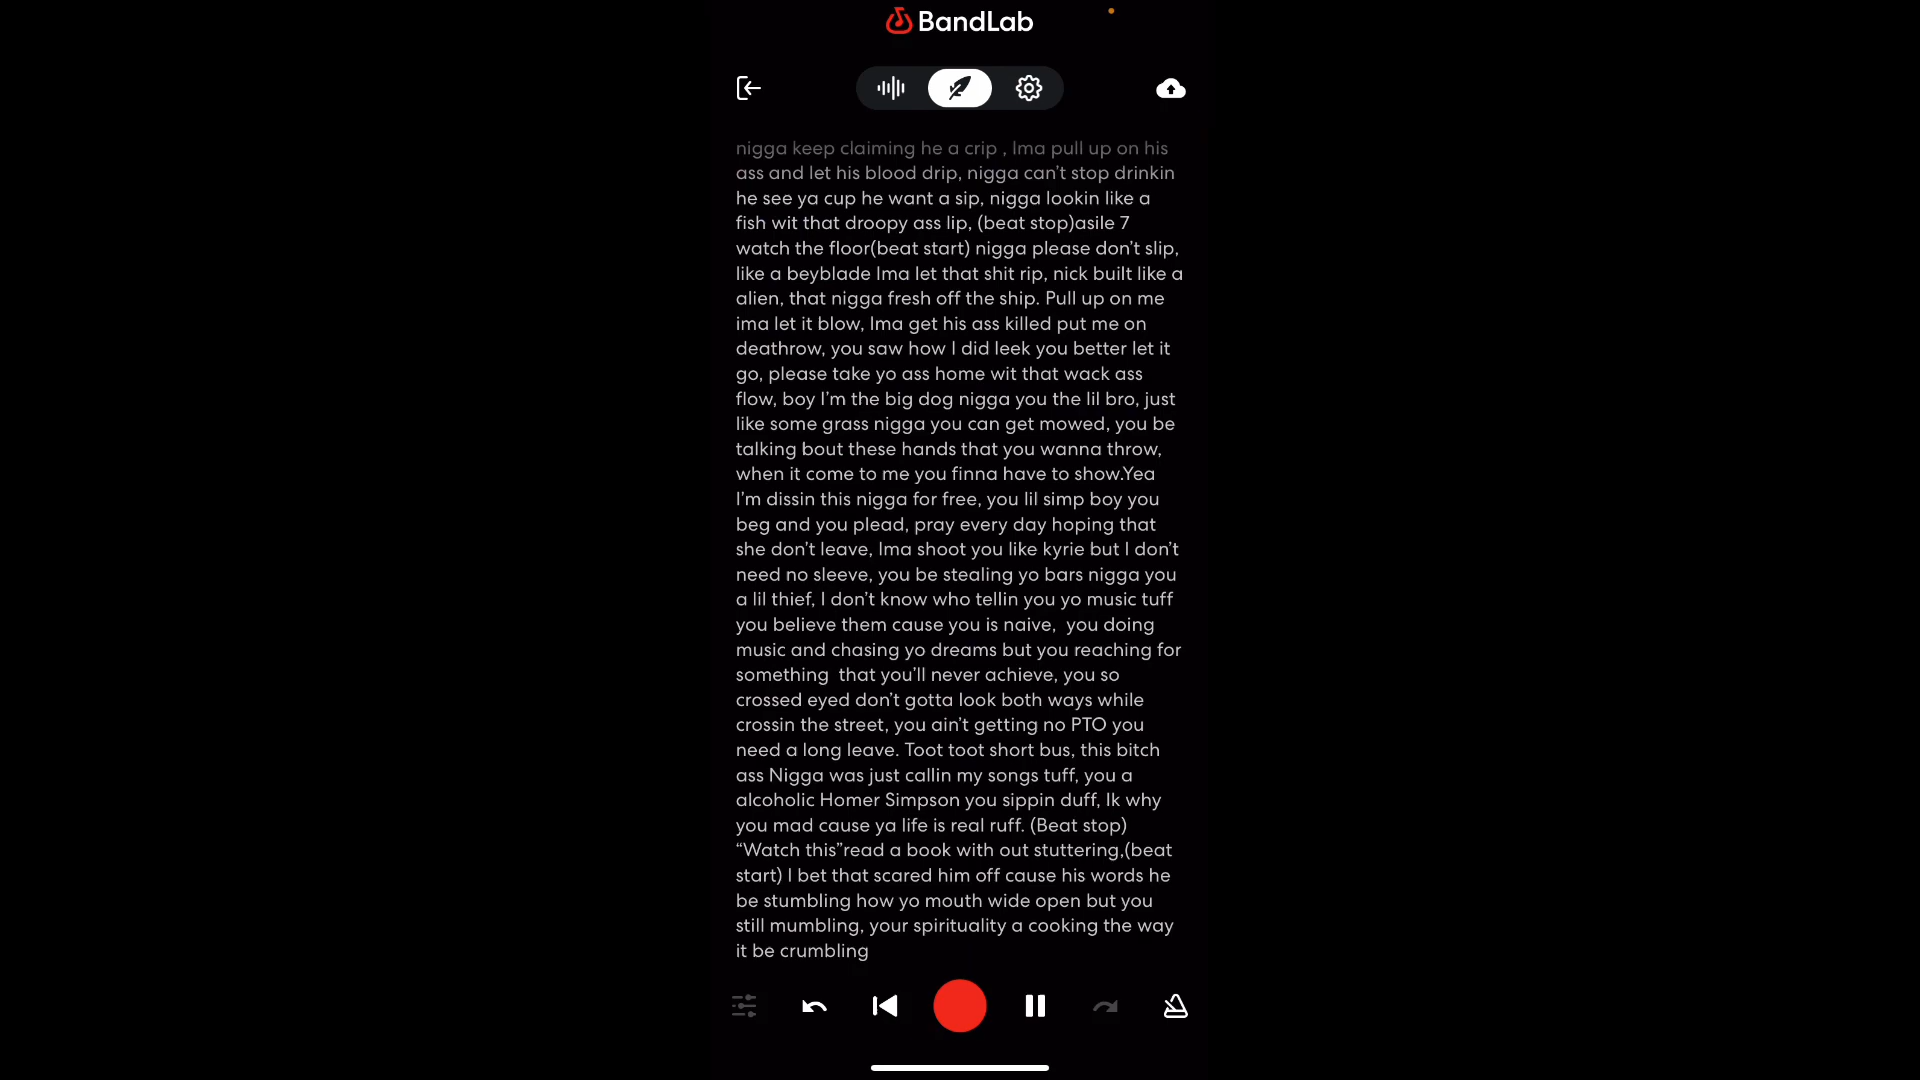 BandLab
nigga keep claiming he a crip , Ima pull up on his
ass and let his blood drip, nigga can’t stop drinkin
he see ya cup he want a sip, nigga lookin like a
fish wit that droopy ass lip, (beat stop)asile 7
watch the floor(beat start) nigga please don’t slip,
like a beyblade Ima let that shit rip, nick built like a
alien, that nigga fresh off the ship. Pull up on me
ima let it blow, Ima get his ass killed put me on
deathrow, you saw how I did leek you better let it
go, please take yo ass home wit that wack ass
flow, boy I’m the big dog nigga you the lil bro, just
like some grass nigga you can get mowed, you be
talking bout these hands that you wanna throw,
when it come to me you finna have to show.Yea
I’m dissin this nigga for free, you lil simp boy you
beg and you plead, pray every day hoping that
she don’t leave, Ima shoot you like kyrie but I don’t
need no sleeve, you be stealing yo bars nigga you
a lil thief, I don’t know who tellin you yo music tuff
you believe them cause you is naive,  you doing
music and chasing yo dreams but you reaching for
something  that you’ll never achieve, you so
crossed eyed don’t gotta look both ways while
crossin the street, you ain’t getting no PTO you
need a long leave. Toot toot short bus, this bitch
ass Nigga was just callin my songs tuff, you a
alcoholic Homer Simpson you sippin duff, Ik why
you mad cause ya life is real ruff. (Beat stop)
“Watch this”read a book with out stuttering,(beat
start) I bet that scared him off cause his words he
be stumbling how yo mouth wide open but you
still mumbling, your spirituality a cooking the way
it be crumbling